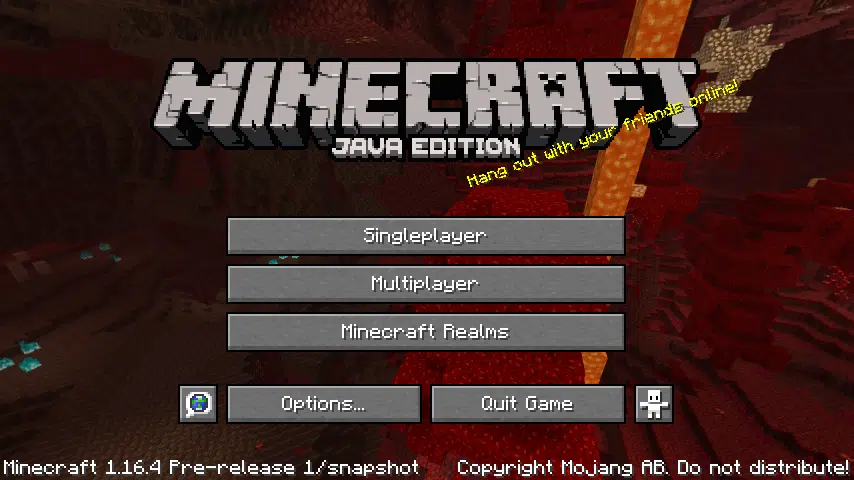 MINECRAFT
JAVA EDITION
Hang out with your friends online!
Singleplayer
Multiplayer
Minecraft Realms
Options...
Quit Game
Minecraft 1.16.4 Pre-release 1/snapshot
Copyright Mojang AB. Do not distribute!